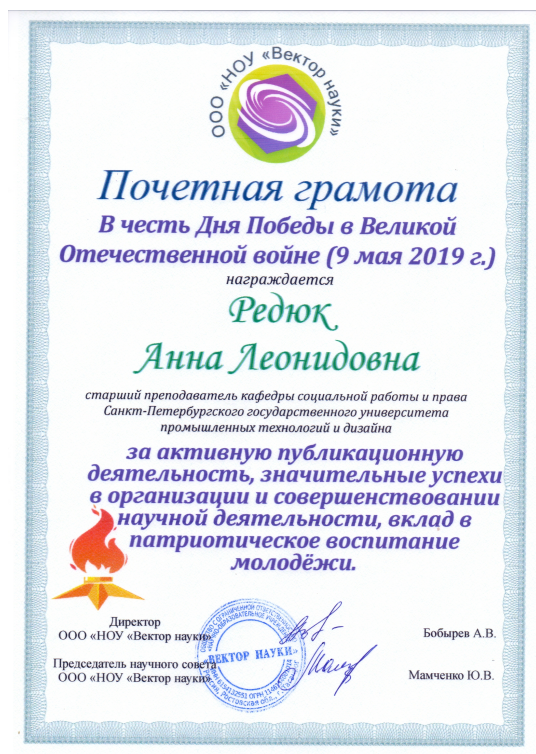 ООО «НОУ «Вектор науки»
Почетная грамота
В честь Дня Победы в Великой
Отечественной войне (9 мая 2019 г.)
награждается
Редюк
Анна Леонидовна
старший преподаватель кафедры социальной работы и права
Санкт-Петербургского государственного университета
промышленных технологий и дизайна
за активную публикационную
деятельность, значительные успехи
в организации и совершенствовании
научной деятельности, вклад в
патриотическое воспитание
молодёжи.
Директор
ООО «НОУ «Вектор науки»
Бобырев А.В.
Председатель научного совета
ООО «НОУ «Вектор науки»
Мамченко Ю.В.
ВЕКТОР НАУКИ